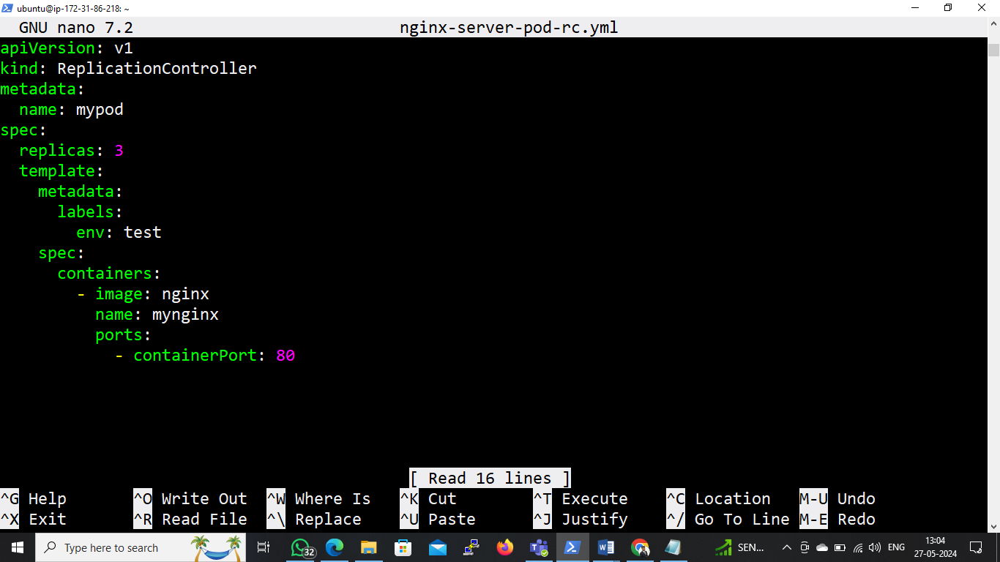 ubuntu@ip-172-31-86-218: ~
GNU nano 7.2 nginx-server-pod-rc.yml
apiVersion: v1
kind: ReplicationController
metadata:
  name: mypod
spec:
  replicas: 3
  template:
    metadata:
      labels:
        env: test
    spec:
      containers:
        - image: nginx
          name: mynginx
          ports:
            - containerPort: 80
[ Read 16 lines ]
^G Help ^O Write Out ^W Where Is ^K Cut ^T Execute ^C Location M-U Undo
^X Exit ^R Read File ^\ Replace ^U Paste ^J Justify ^/ Go To Line M-E Redo
Type here to search 32 SEN... ENG 13:04
27-05-2024